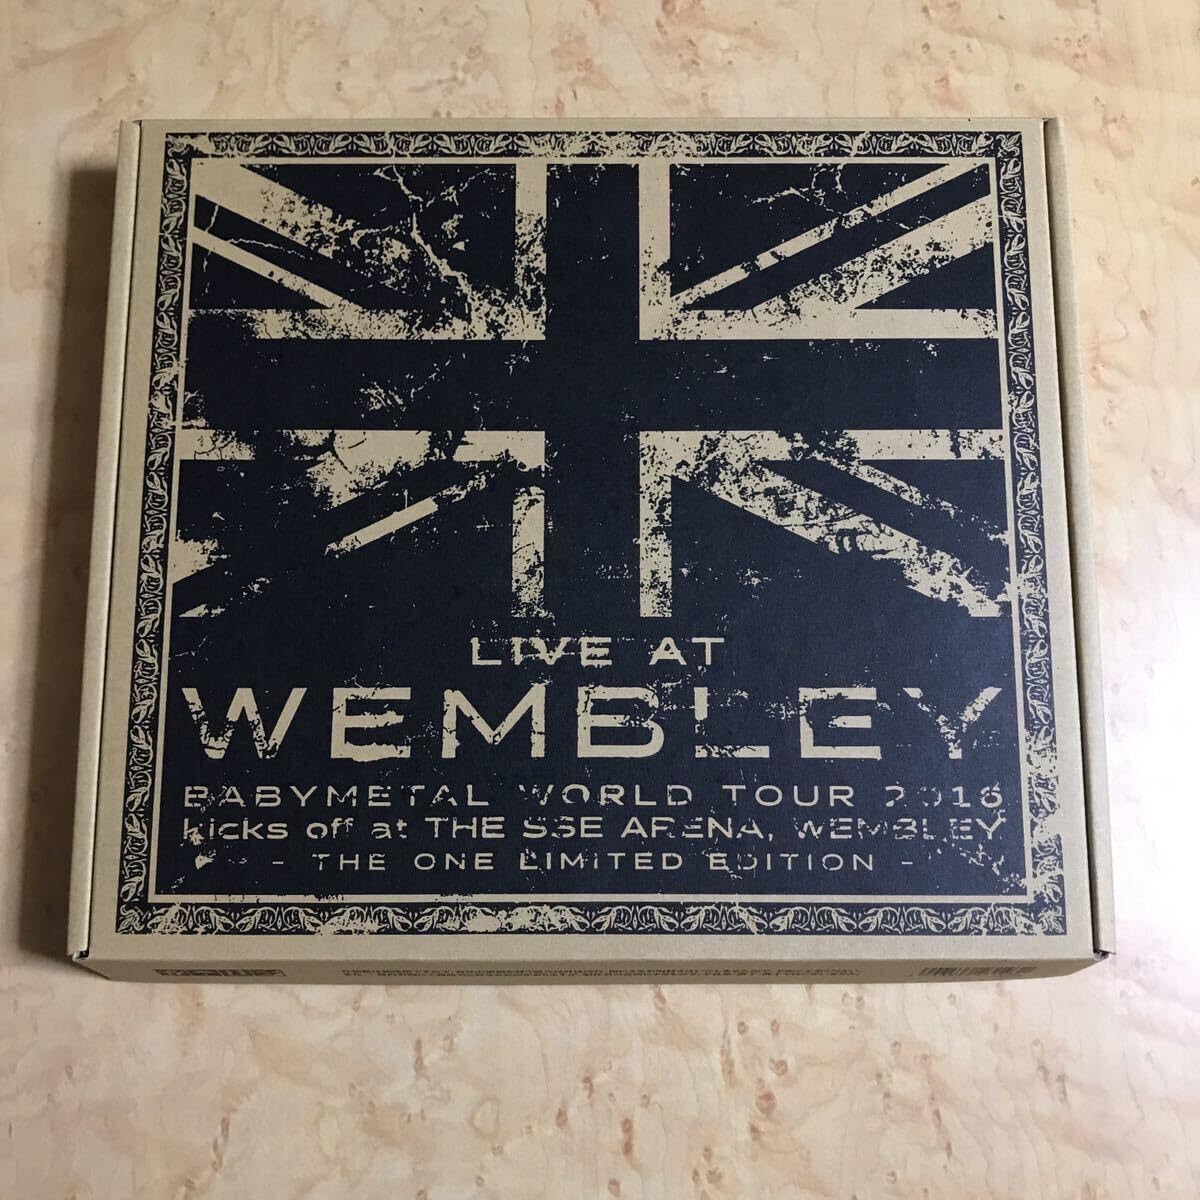 LIVE AT
WEMBLEY
BABYMETAL WORLD TOUR 2016
kicks off at THE SSE ARENA, WEMBLEY
- THE ONE LIMITED EDITION -